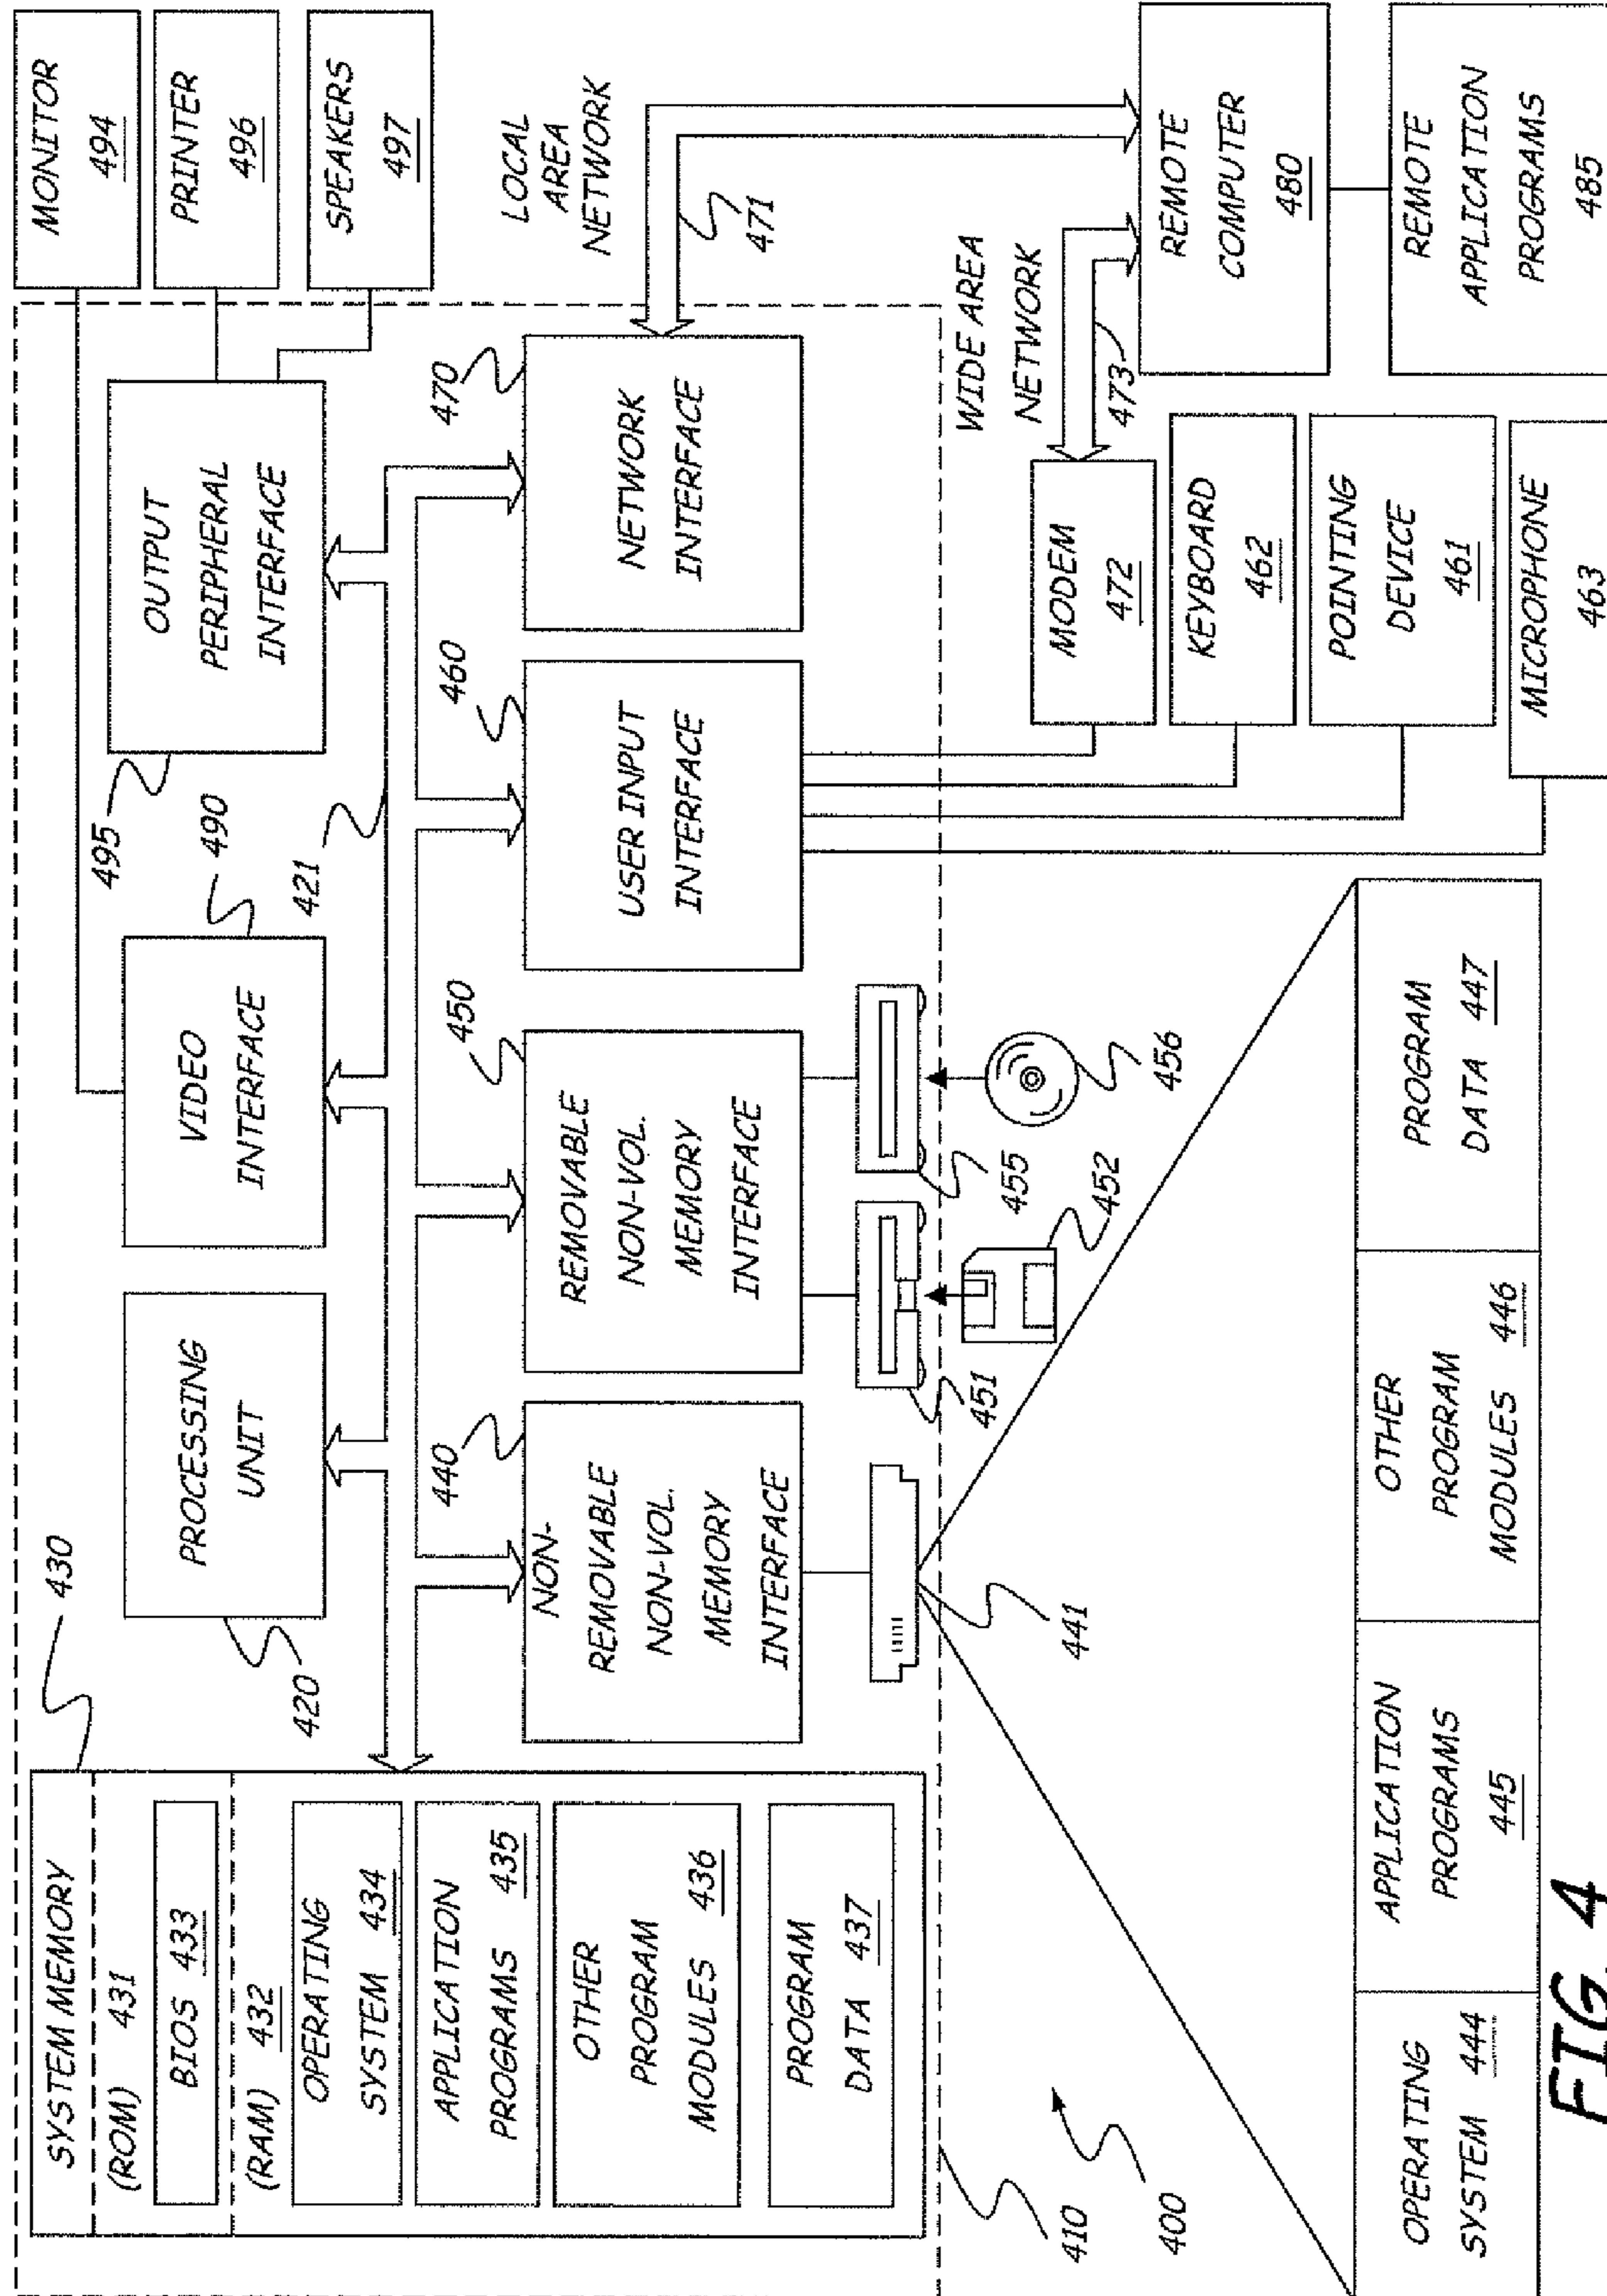 SYSTEM MEMORY
(ROM) 431
BIOS 433
(RAM) 432
OPERATING
SYSTEM 434
APPLICATION
PROGRAMS 435
OTHER
PROGRAM
MODULES 436
PROGRAM
DATA 437
430
PROCESSING
UNIT
420
VIDEO
INTERFACE
490
OUTPUT
PERIPHERAL
INTERFACE
495
421
MONITOR
494
PRINTER
496
SPEAKERS
497
440
NON-
REMOVABLE
NON-VOL.
MEMORY
INTERFACE
450
REMOVABLE
NON-VOL.
MEMORY
INTERFACE
460
USER INPUT
INTERFACE
470
NETWORK
INTERFACE
LOCAL
AREA
NETWORK
471
441
451
452
455
456
WIDE AREA
NETWORK
473
MODEM
472
KEYBOARD
462
POINTING
DEVICE
461
MICROPHONE
463
REMOTE
COMPUTER
480
REMOTE
APPLICATION
PROGRAMS
485
410
400
OPERATING
SYSTEM 444
APPLICATION
PROGRAMS
445
OTHER
PROGRAM
MODULES 446
PROGRAM
DATA 447
FIG. 4